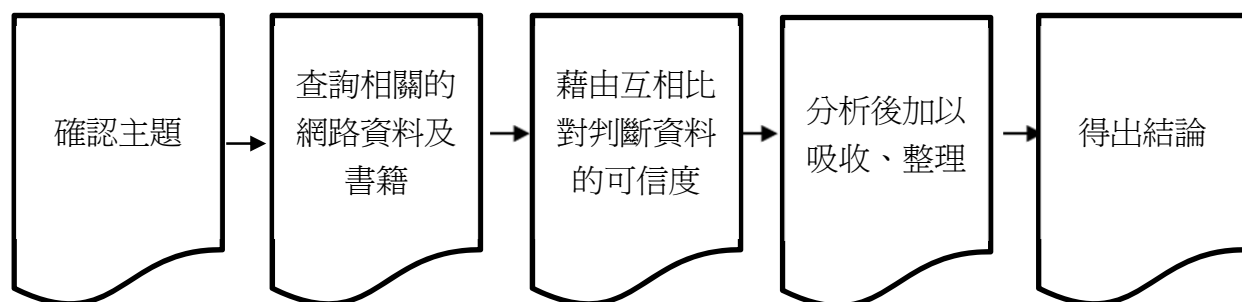 確認主題
查詢相關的
網路資料及
書籍
藉由互相比
對判斷資料
的可信度
分析後加以
吸收、整理
得出結論